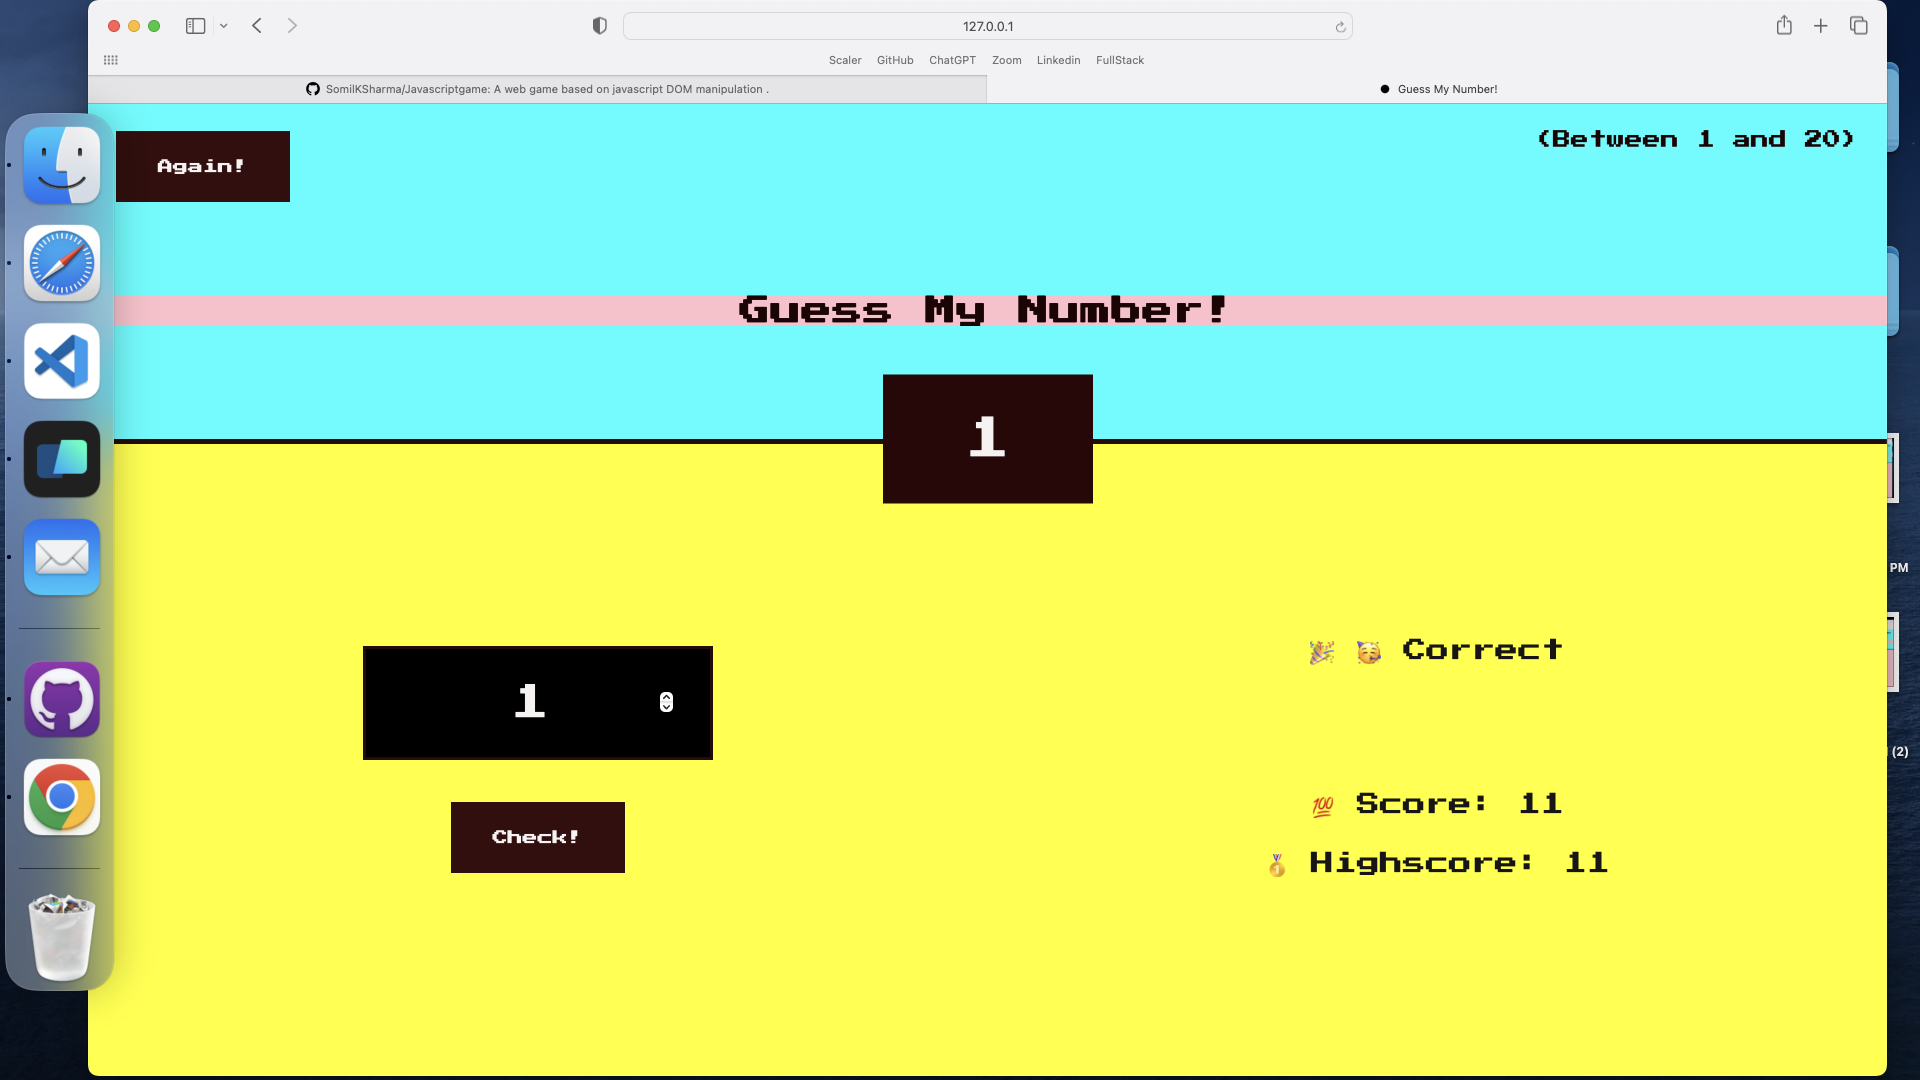 127.0.0.1
Scaler GitHub ChatGPT Zoom Linkedin FullStack
SomilKSharma/Javascriptgame: A web game based on javascript DOM manipulation .
Guess My Number!
Again!
(Between 1 and 20)
Guess My Number!
1
PM
🎉 🥳 Correct
1
(2)
💯 Score: 11
Check!
🥇 Highscore: 11